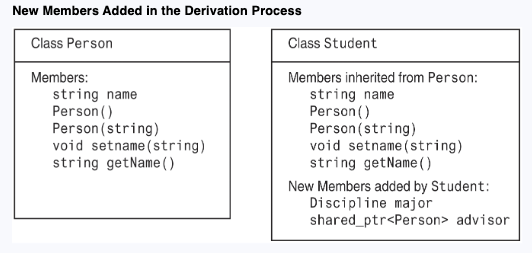 New Members Added in the Derivation Process
Class Person
Members:
string name
Person()
Person(string)
void setname(string)
string getName()
Class Student
Members inherited from Person:
string name
Person()
Person(string)
void setname(string)
string getName()
New Members added by Student:
Discipline major
shared_ptr<Person> advisor